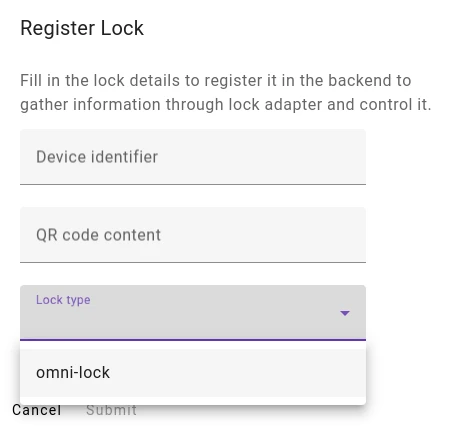 Register Lock
Fill in the lock details to register it in the backend to
gather information through lock adapter and control it.
Device identifier
QR code content
Lock type
omni-lock
Cancel Submit